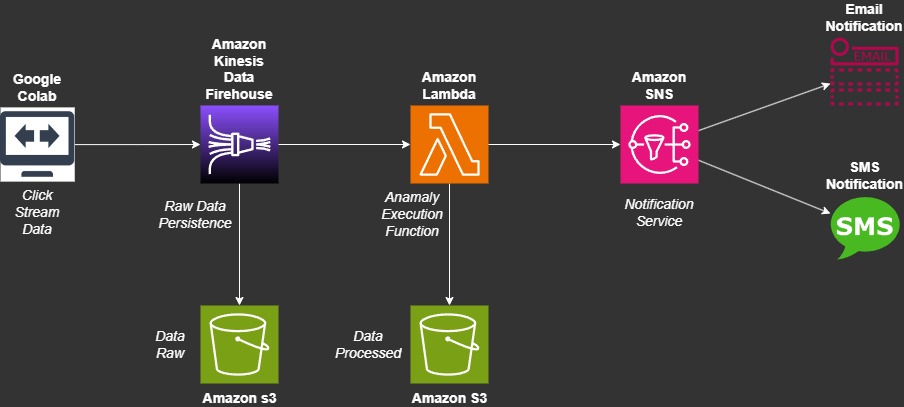 Google
Colab
Click
Stream
Data
Amazon
Kinesis
Data
Firehouse
Raw Data
Persistence
Data
Raw
Amazon s3
Amazon
Lambda
Anamaly
Execution
Function
Data
Processed
Amazon S3
Amazon
SNS
Notification
Service
Email
Notification
EMAIL
SMS
Notification
SMS